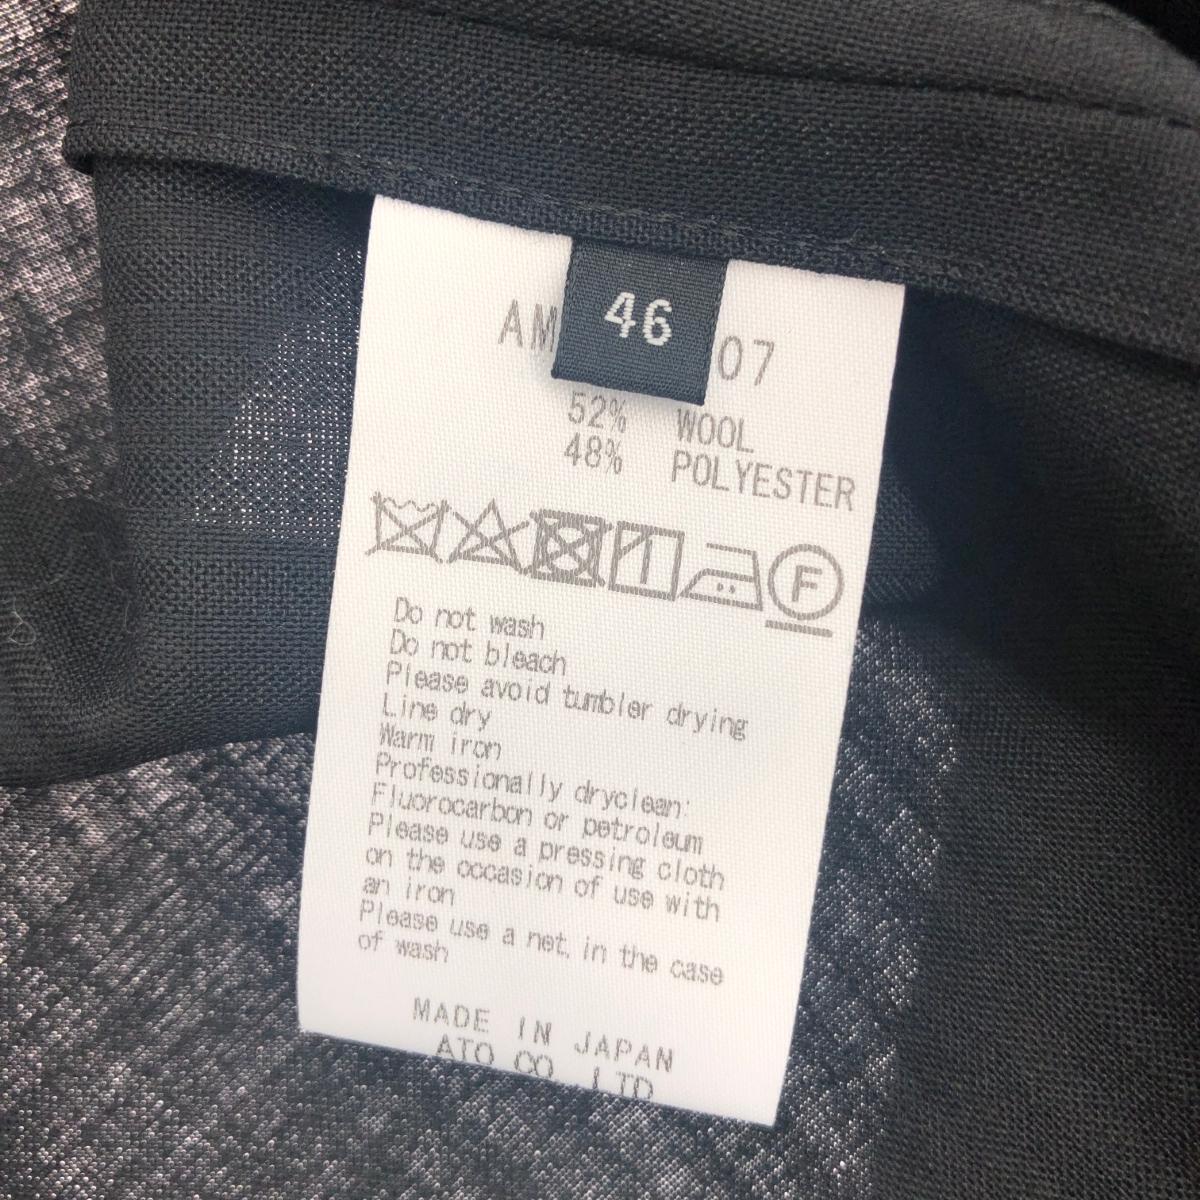 46
AM 07
52% WOOL
48% POLYESTER
F
Do not wash
Do not bleach
Please avoid tumbler drying
Line dry
Warm iron
Professionally dryclean:
Fluorocarbon or petroleum
Please use a pressing cloth
on the occasion of use with
an iron
Please use a net, in the case
of wash
MADE IN JAPAN
ATO CO. LTD